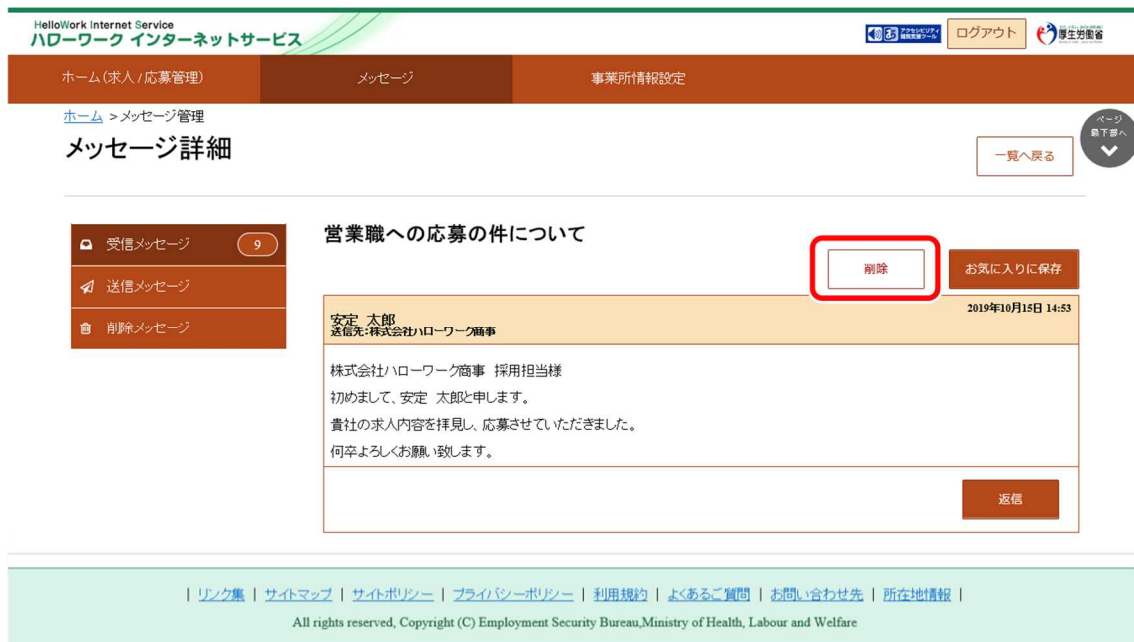 HelloWork Internet Service
ハローワーク インターネットサービス
ログアウト
厚生労働省
ホーム(求人/応募管理)
メッセージ
事業所情報設定
ホーム >メッセージ管理
ページ
最下部へ
メッセージ詳細
一覧へ戻る
受信メッセージ 9
送信メッセージ
削除メッセージ
営業職への応募の件について
削除
お気に入りに保存
2019年10月15日 14:53
安定 太郎
送信先:株式会社ハローワーク商事
株式会社ハローワーク商事 採用担当様
初めまして、安定 太郎と申します。
貴社の求人内容を拝見し、応募させていただきました。
何卒よろしくお願い致します。
返信
| リンク集 | サイトマップ | サイトポリシー | プライバシーポリシー | 利用規約 | よくあるご質問 | お問い合わせ先 | 所在地情報 |
All rights reserved, Copyright (C) Employment Security Bureau,Ministry of Health, Labour and Welfare